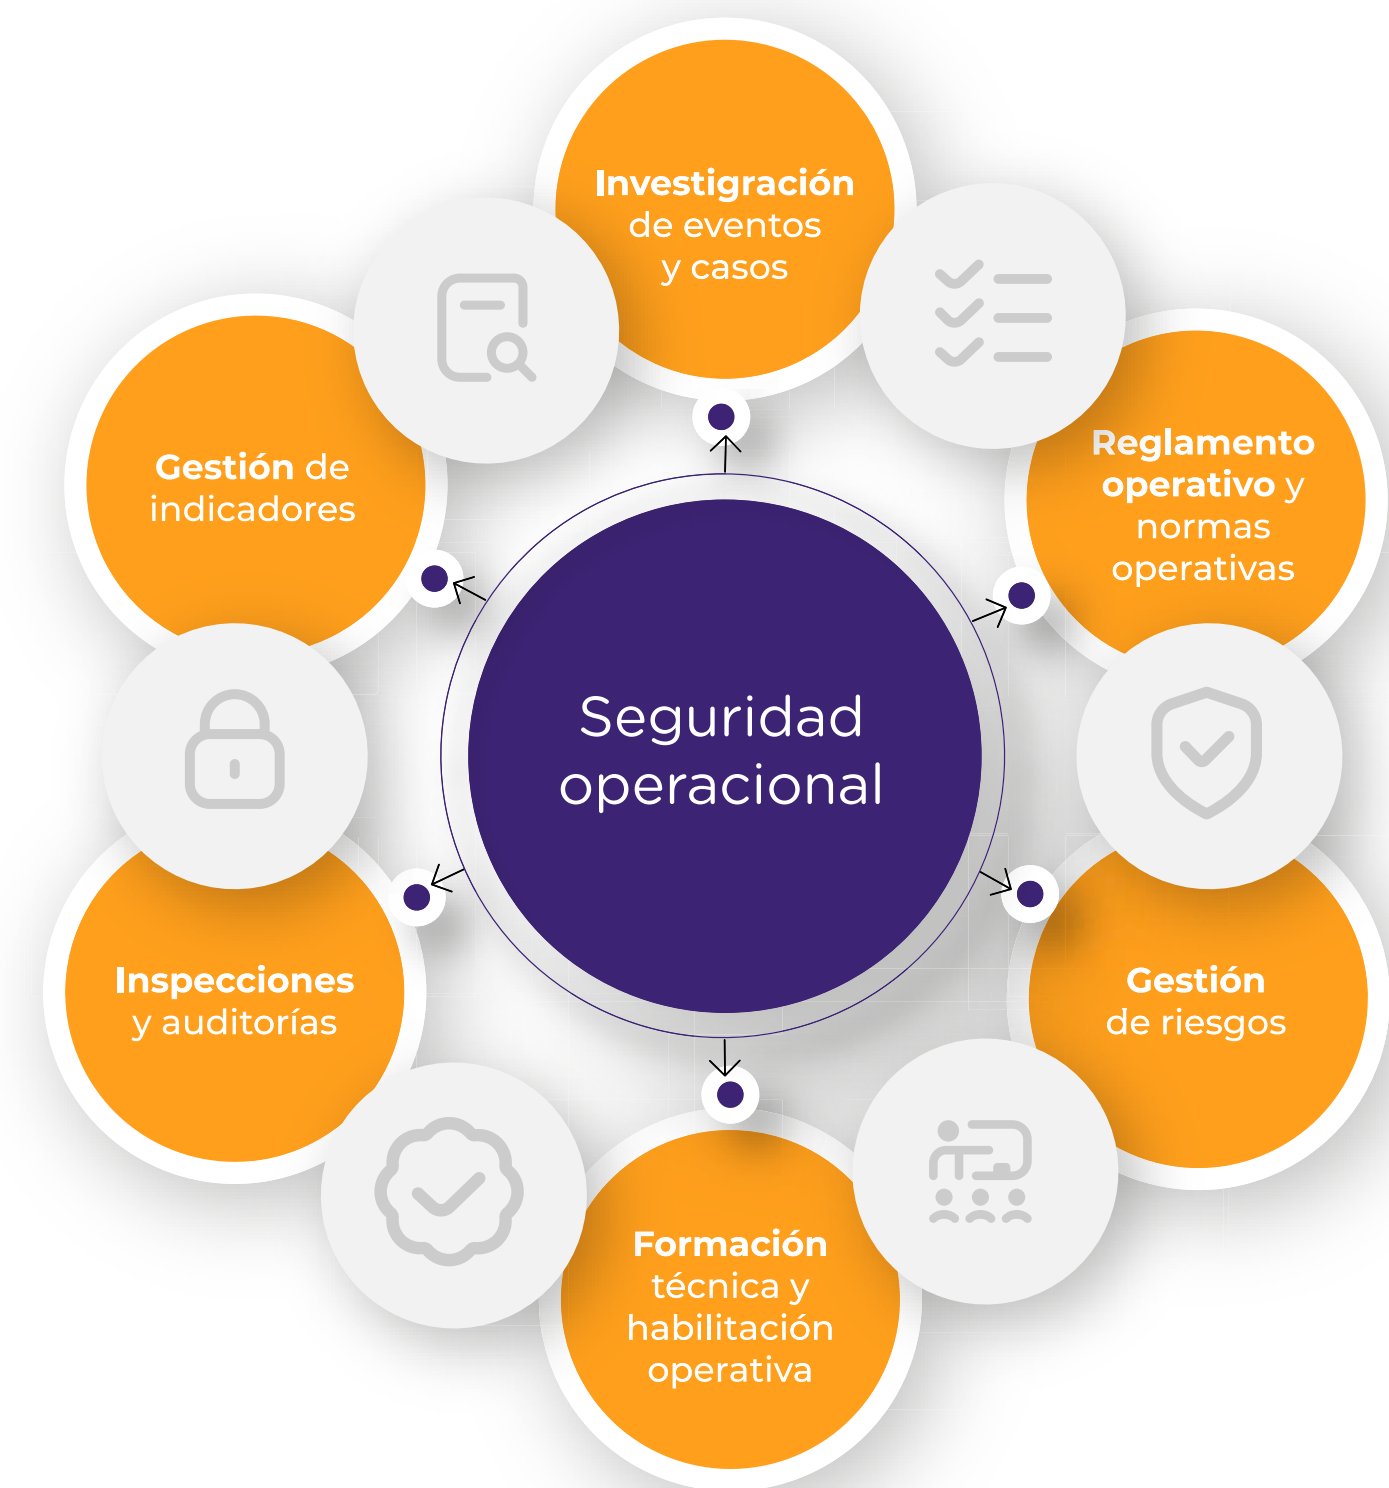 Investigración
de eventos
y casos
Reglamento
operativo y
normas
operativas
Gestión de
indicadores
Seguridad
operacional
Inspecciones
y auditorías
Gestión
de riesgos
Formación
técnica y
habilitación
operativa